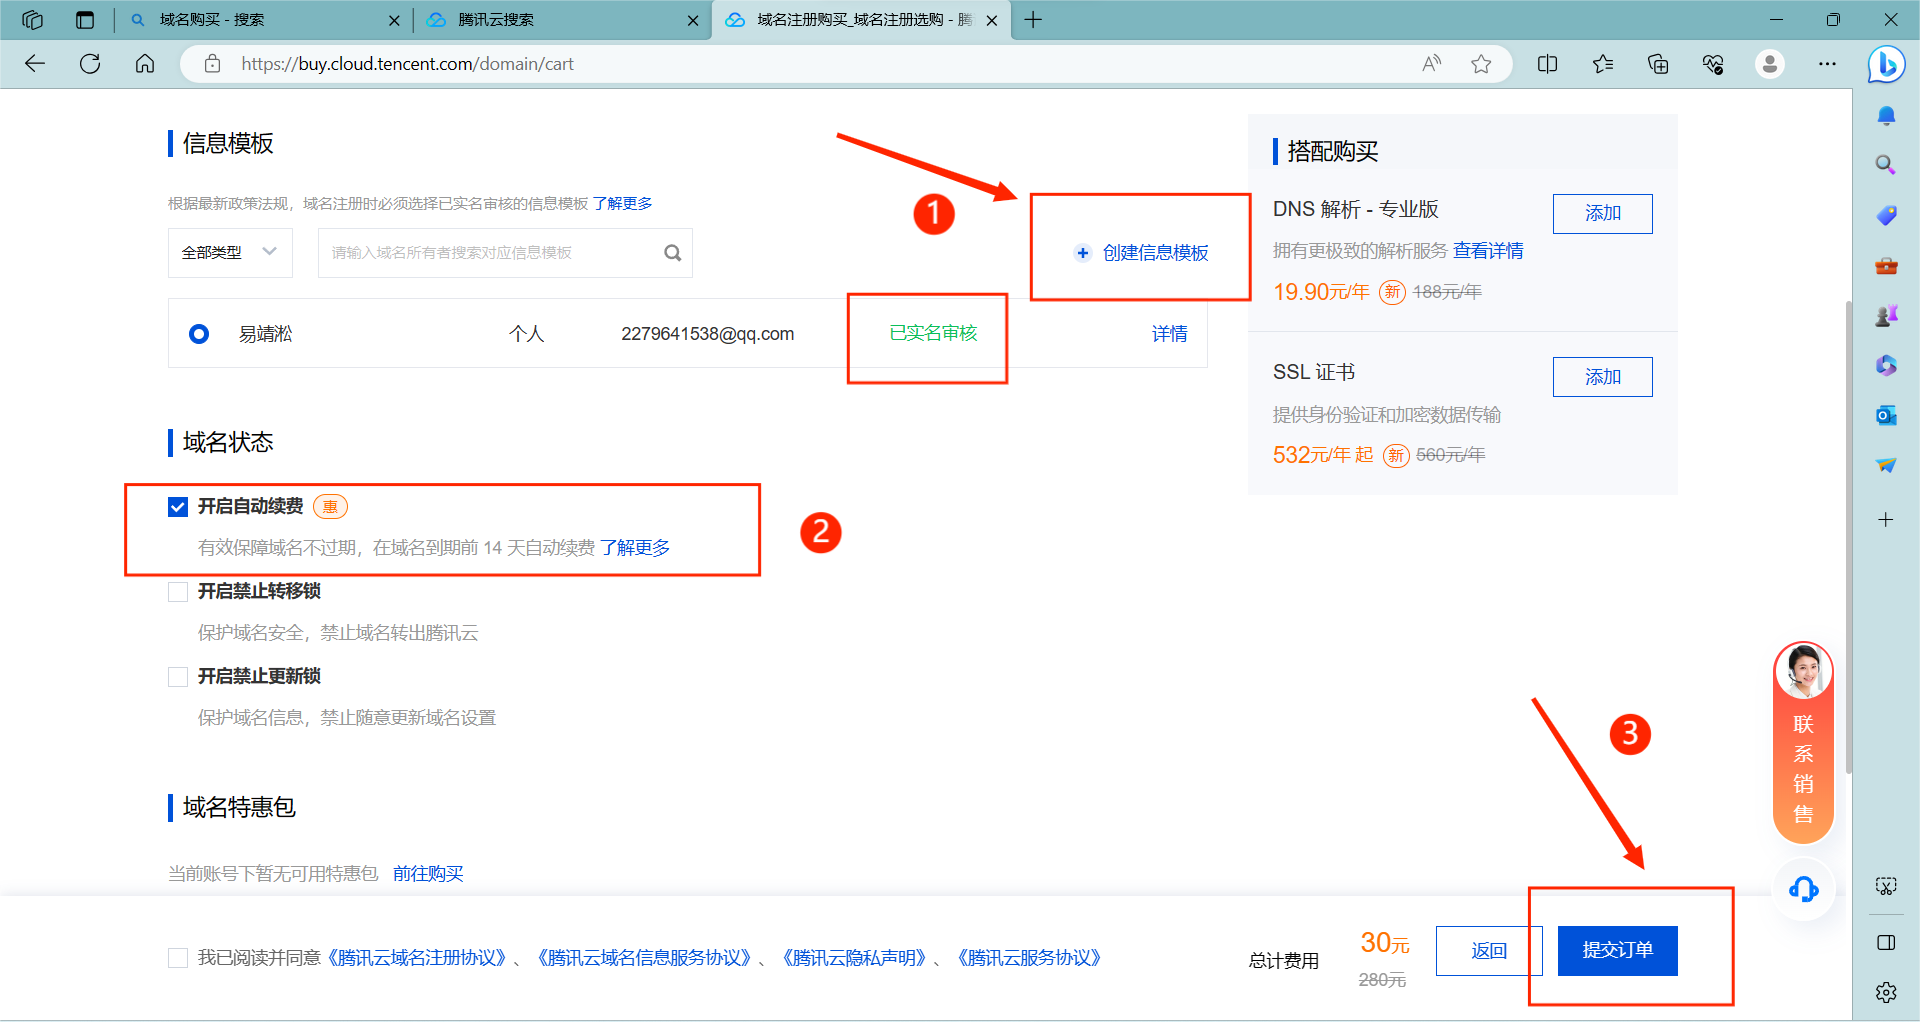 域名购买 - 搜索
腾讯云搜索
域名注册购买_域名注册选购 - 腾
https://buy.cloud.tencent.com/domain/cart
信息模板
根据最新政策法规，域名注册时必须选择已实名审核的信息模板 了解更多
全部类型
请输入域名所有者搜索对应信息模板
1
+ 创建信息模板
易靖淞 个人 2279641538@qq.com 已实名审核 详情
域名状态
开启自动续费 惠
有效保障域名不过期，在域名到期前 14 天自动续费 了解更多
2
开启禁止转移锁
保护域名安全，禁止域名转出腾讯云
开启禁止更新锁
保护域名信息，禁止随意更新域名设置
域名特惠包
当前账号下暂无可用特惠包 前往购买
搭配购买
DNS 解析 - 专业版
添加
拥有更极致的解析服务 查看详情
19.90元/年 新 188元/年
SSL 证书
添加
提供身份验证和加密数据传输
532元/年 起 新 560元/年
3
联
系
销
售
我已阅读并同意《腾讯云域名注册协议》、《腾讯云域名信息服务协议》、《腾讯云隐私声明》、《腾讯云服务协议》
总计费用
30元
280元
返回
提交订单